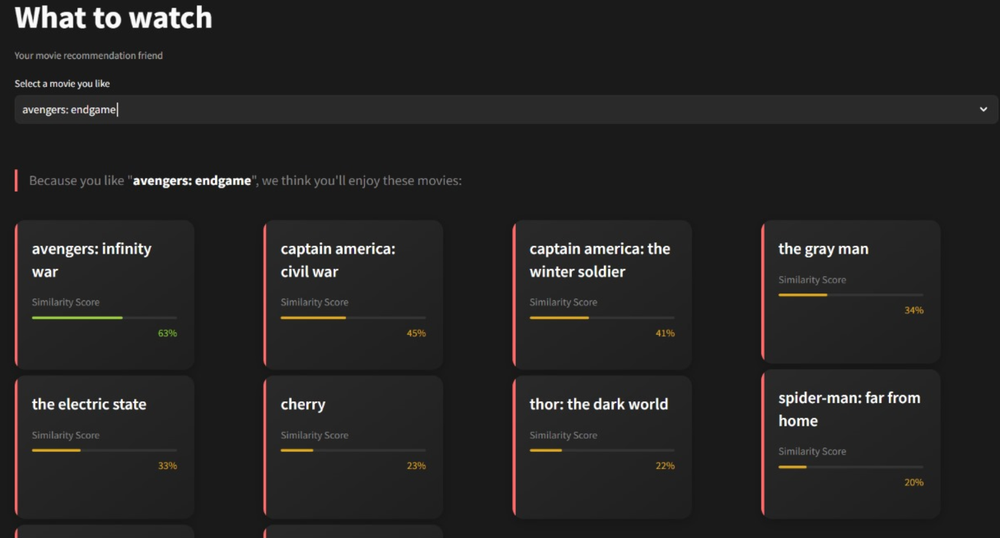 What to watch
Your movie recommendation friend
Select a movie you like
avengers: endgame
Because you like "avengers: endgame", we think you'll enjoy these movies:
avengers: infinity
war
Similarity Score
63%
captain america:
civil war
Similarity Score
45%
captain america: the
winter soldier
Similarity Score
41%
the gray man
Similarity Score
34%
the electric state
Similarity Score
33%
cherry
Similarity Score
23%
thor: the dark world
Similarity Score
22%
spider-man: far from
home
Similarity Score
20%